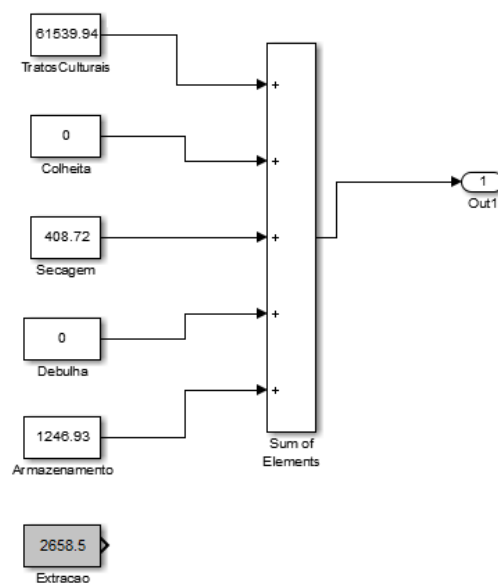 61539.94
TratosCulturais
0
Colheita
408.72
Secagem
0
Debulha
1246.93
Armazenamento
2658.5
Extracao
+
+
+
+
+
Sum of
Elements
1
Out1